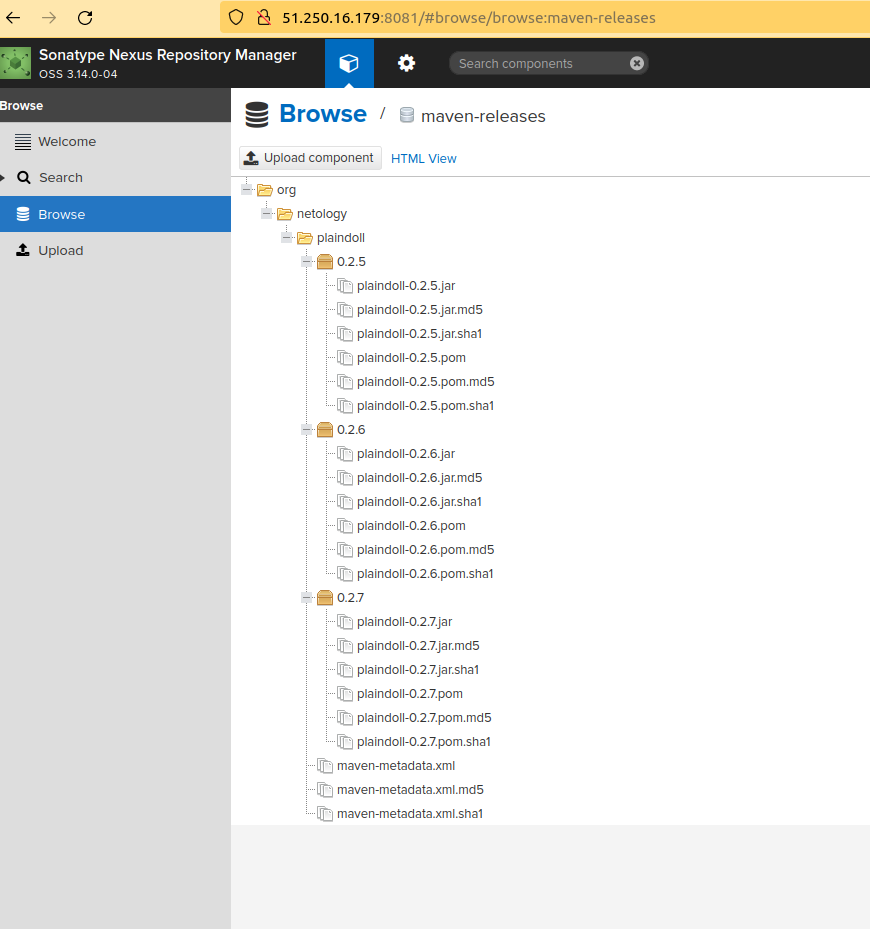 51.250.16.179:8081/#browse/browse:maven-releases
Sonatype Nexus Repository Manager
OSS 3.14.0-04
Search components
Browse
Welcome
Search
Browse
Upload
Browse / maven-releases
Upload component HTML View
org
netology
plaindoll
0.2.5
plaindoll-0.2.5.jar
plaindoll-0.2.5.jar.md5
plaindoll-0.2.5.jar.sha1
plaindoll-0.2.5.pom
plaindoll-0.2.5.pom.md5
plaindoll-0.2.5.pom.sha1
0.2.6
plaindoll-0.2.6.jar
plaindoll-0.2.6.jar.md5
plaindoll-0.2.6.jar.sha1
plaindoll-0.2.6.pom
plaindoll-0.2.6.pom.md5
plaindoll-0.2.6.pom.sha1
0.2.7
plaindoll-0.2.7.jar
plaindoll-0.2.7.jar.md5
plaindoll-0.2.7.jar.sha1
plaindoll-0.2.7.pom
plaindoll-0.2.7.pom.md5
plaindoll-0.2.7.pom.sha1
maven-metadata.xml
maven-metadata.xml.md5
maven-metadata.xml.sha1